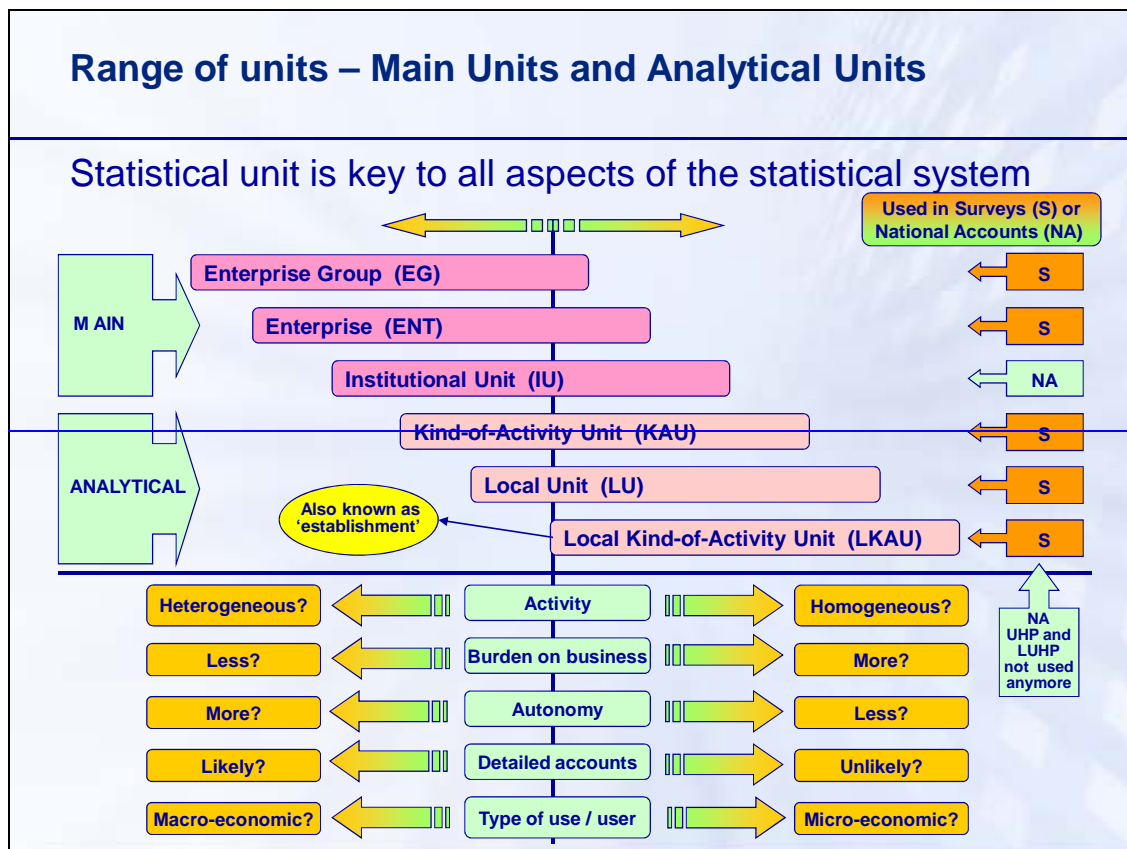 Range of units – Main Units and Analytical Units
Statistical unit is key to all aspects of the statistical system
Used in Surveys (S) or
National Accounts (NA)
Enterprise Group (EG)
S
M AIN
Enterprise (ENT)
S
Institutional Unit (IU)
NA
Kind-of-Activity Unit (KAU)
S
ANALYTICAL
Local Unit (LU)
S
Also known as
‘establishment’
Local Kind-of-Activity Unit (LKAU)
S
Heterogeneous?
Activity
Homogeneous?
NA
UHP and
LUHP
not used
anymore
Less?
Burden on business
More?
More?
Autonomy
Less?
Likely?
Detailed accounts
Unlikely?
Macro-economic?
Type of use / user
Micro-economic?